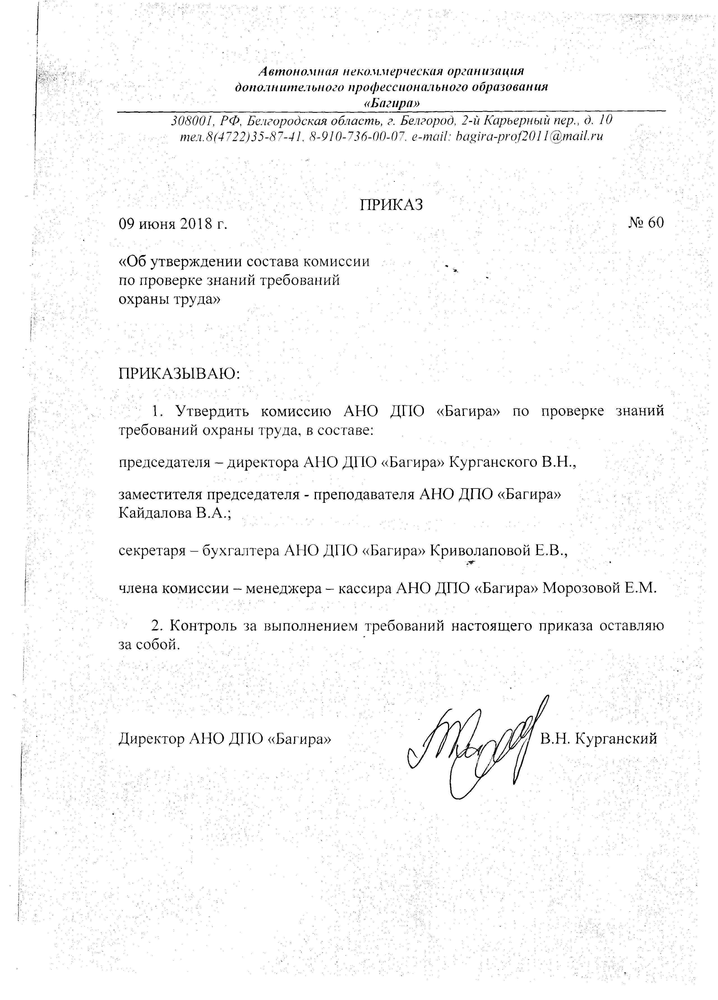 Автономная некоммерческая организация
дополнительного профессионального образования
«Багира»
308001, РФ, Белгородская область, г. Белгород, 2-й Карьерный пер., д. 10
тел.8(4722)35-87-41, 8-910-736-00-07, e-mail: bagira-prof2011@mail.ru
ПРИКАЗ
09 июня 2018 г. № 60
«Об утверждении состава комиссии
по проверке знаний требований
охраны труда»
ПРИКАЗЫВАЮ:
1. Утвердить комиссию АНО ДПО «Багира» по проверке знаний
требований охраны труда, в составе:
председателя – директора АНО ДПО «Багира» Курганского В.Н.,
заместителя председателя - преподавателя АНО ДПО «Багира»
Кайдалова В.А.;
секретаря – бухгалтера АНО ДПО «Багира» Криволаповой Е.В.,
члена комиссии – менеджера – кассира АНО ДПО «Багира» Морозовой Е.М.
2. Контроль за выполнением требований настоящего приказа оставляю
за собой.
Директор АНО ДПО «Багира» В.Н. Курганский